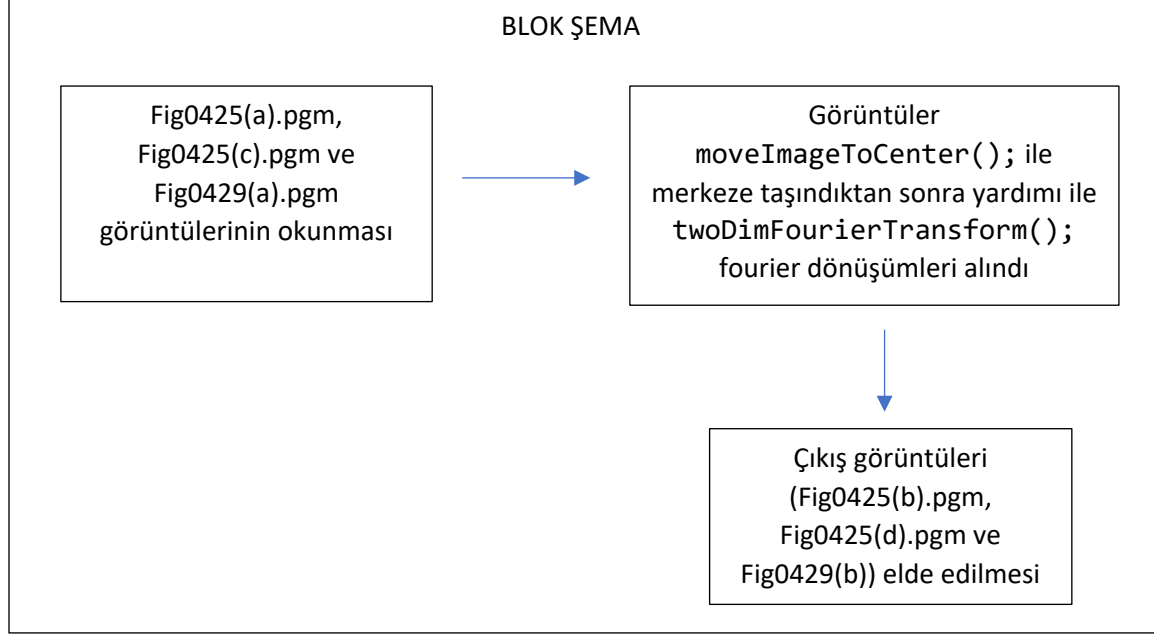 BLOK ŞEMA
Fig0425(a).pgm,
Fig0425(c).pgm ve
Fig0429(a).pgm
görüntülerinin okunması
Görüntüler
moveImageToCenter(); ile
merkeze taşındıktan sonra yardımı ile
twoDimFourierTransform();
fourier dönüşümleri alındı
Çıkış görüntüleri
(Fig0425(b).pgm,
Fig0425(d).pgm ve
Fig0429(b)) elde edilmesi